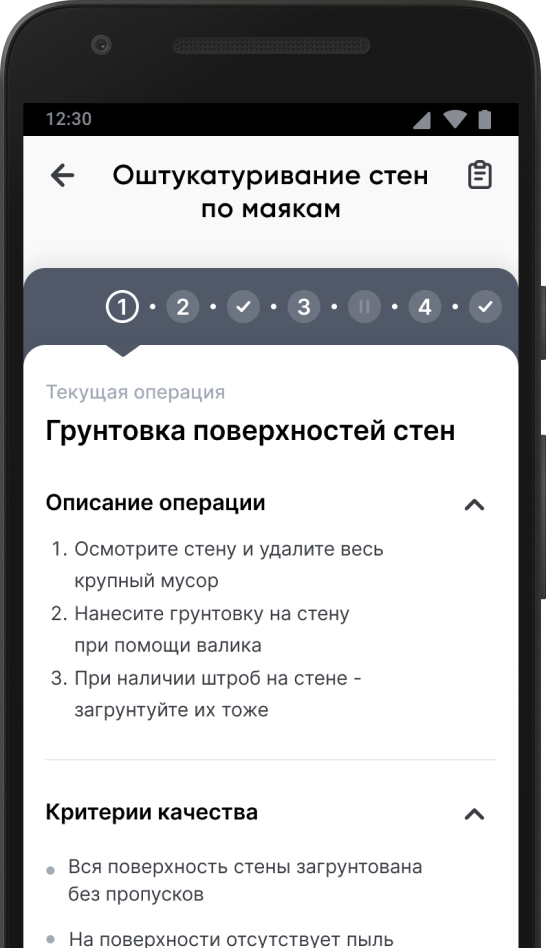 12:30
Оштукатуривание стен
по маякам
1 2 3 4
Текущая операция
Грунтовка поверхностей стен
Описание операции
1. Осмотрите стену и удалите весь
крупный мусор
2. Нанесите грунтовку на стену
при помощи валика
3. При наличии штроб на стене -
загрунтуйте их тоже
Критерии качества
Вся поверхность стены загрунтована
без пропусков
На поверхности отсутствует пыль